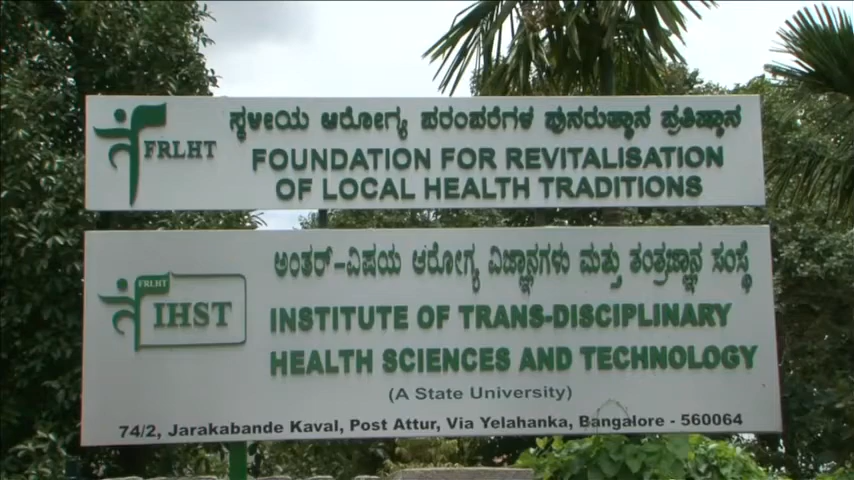 FRLHT
ಸ್ಥಳೀಯ ಆರೋಗ್ಯ ಪರಂಪರೆಗಳ ಪುನರುತ್ಥಾನ ಪ್ರತಿಷ್ಠಾನ
FOUNDATION FOR REVITALISATION
OF LOCAL HEALTH TRADITIONS
FRLHT
IHST
ಅಂತರ್-ವಿಷಯ ಆರೋಗ್ಯ ವಿಜ್ಞಾನಗಳು ಮತ್ತು ತಂತ್ರಜ್ಞಾನ ಸಂಸ್ಥೆ
INSTITUTE OF TRANS-DISCIPLINARY
HEALTH SCIENCES AND TECHNOLOGY
(A STATE UNIVERSITY)
74/2, Jarakabande Kaval, Post Attur, Via Yelahanka, Bangalore - 560064